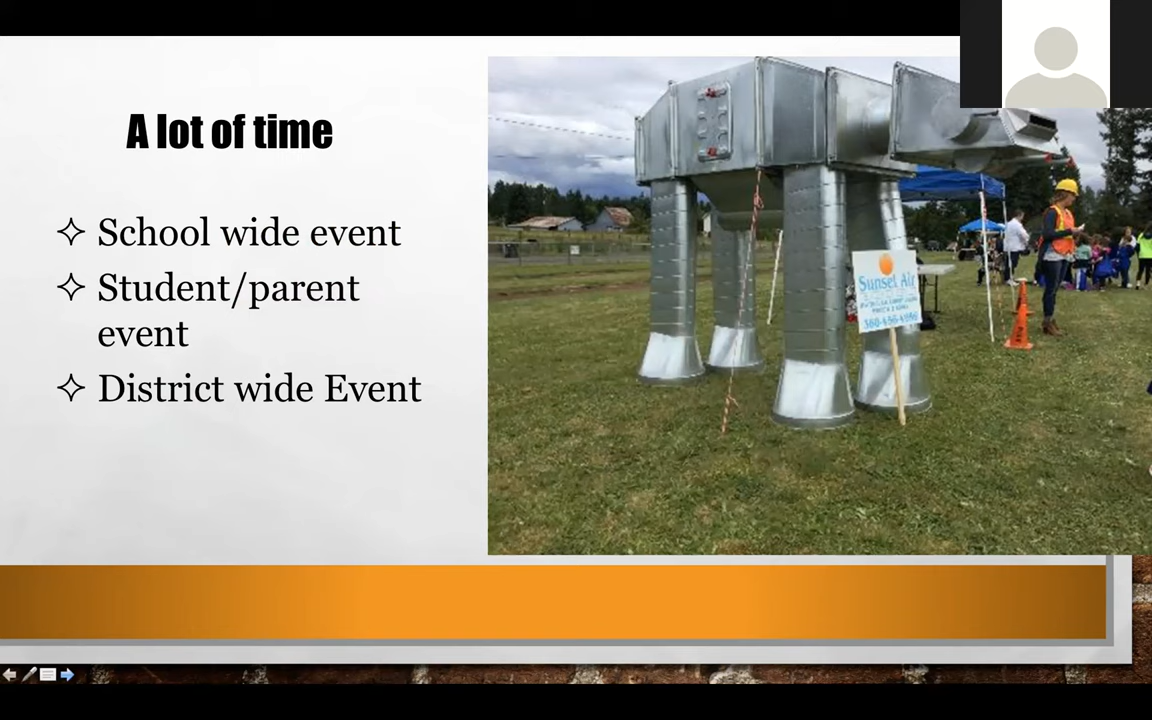 A lot of time
School wide event
Student/parent
event
District wide Event
Sunset Air